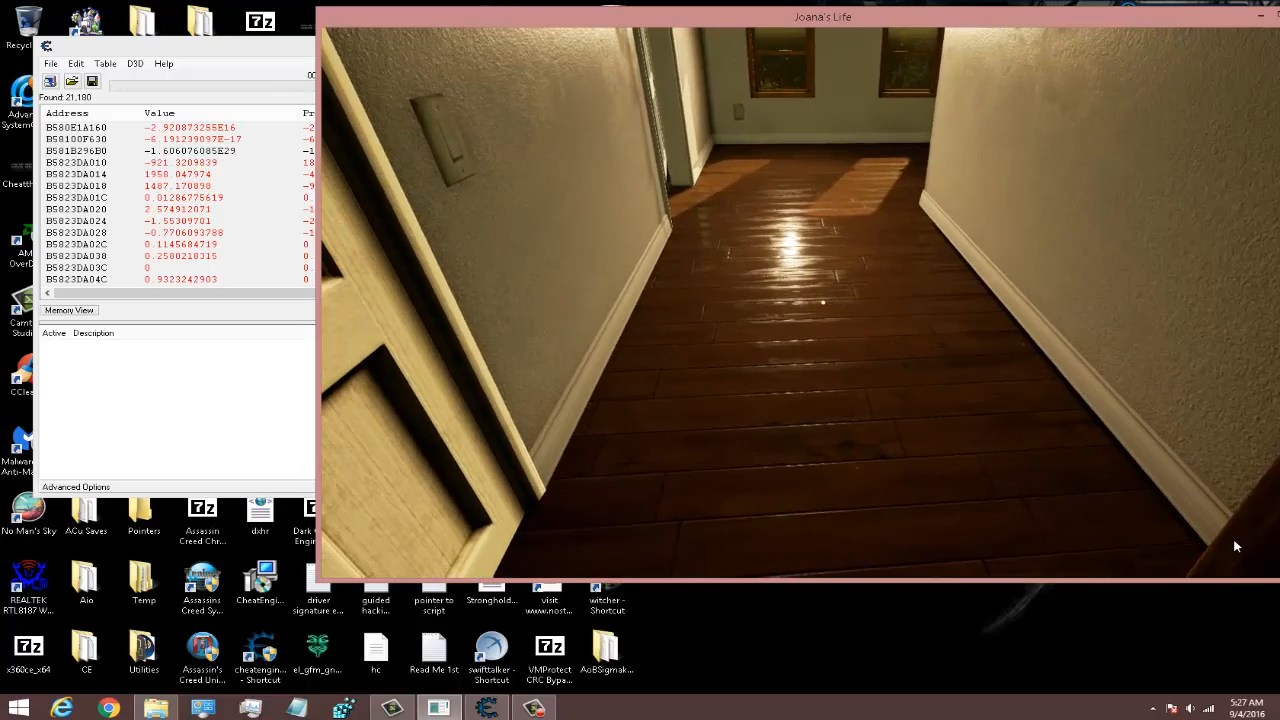 Joana's Life
File Edit Table D3D Help
Found: 21,180
Address Value
B580E1A160 -2.920873255E16
B58100F630 -6.191239097E-17
B581B296B0 -1.606076085E29
B5823DA010 -921.3209839
B5823DA014 1958.047974
B5823DA018 1487.170898
B5823DA01C 0.01286775619
B5823DA020 2.574912071
B5823DA024 -1.55309701
B5823DA028 -0.7706093788
B5823DA02C 0.1145684719
B5823DA038 0.2580218315
B5823DA03C 0
B5823DA04C 0.9323242903
Memory View
Active Description
Advanced Options
No Man's Sky
ACu Saves
Pointers
Assassin Creed Chr...
dxhr
REALTEK RTL8187 W...
Aio
Temp
Assassins Creed Sy...
CheatEngi...
driver signature e...
guided hacki...
pointer to script
Stronghold...
visit www.nost...
witcher - Shortcut
x360ce_x64
CE
Utilities
Assassin's Creed Uni...
cheatengin... - Shortcut
el_gfm_gn...
hc
Read Me 1st
swifttalker - Shortcut
VMProtect CRC Bypa...
AoBSigmak...
5:27 AM
9/4/2016